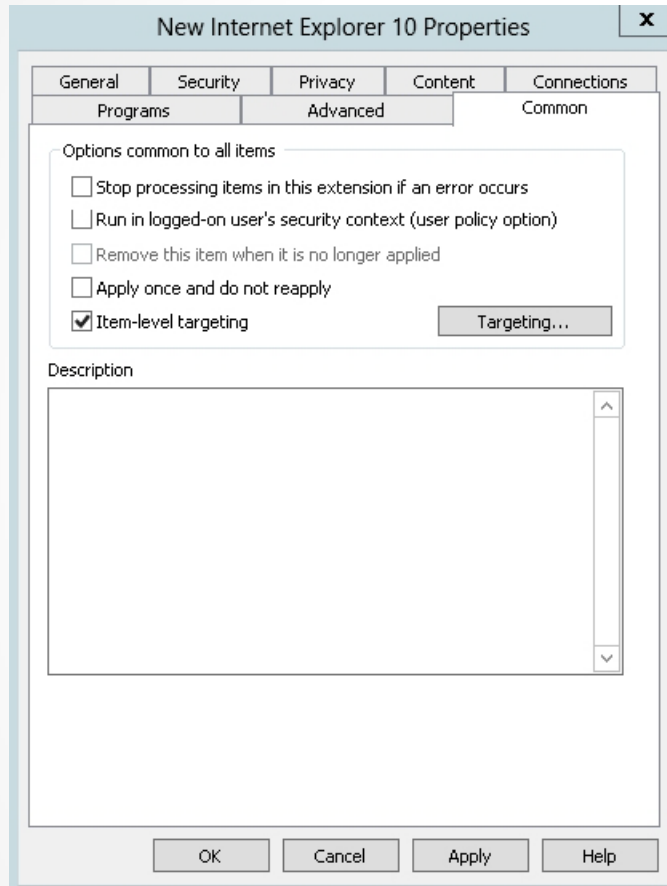 New Internet Explorer 10 Properties
x
General Security Privacy Content Connections
Programs Advanced Common
Options common to all items
Stop processing items in this extension if an error occurs
Run in logged-on user's security context (user policy option)
Remove this item when it is no longer applied
Apply once and do not reapply
Item-level targeting Targeting...
Description
OK Cancel Apply Help